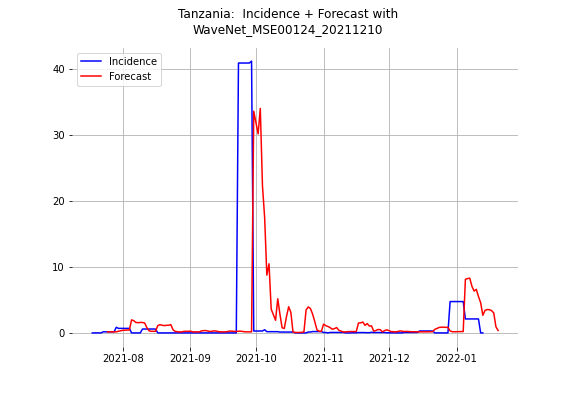 Tanzania:  Incidence + Forecast with
WaveNet_MSE00124_20211210
Incidence
Forecast
40
30
20
10
0
2021-08 2021-09 2021-10 2021-11 2021-12 2022-01